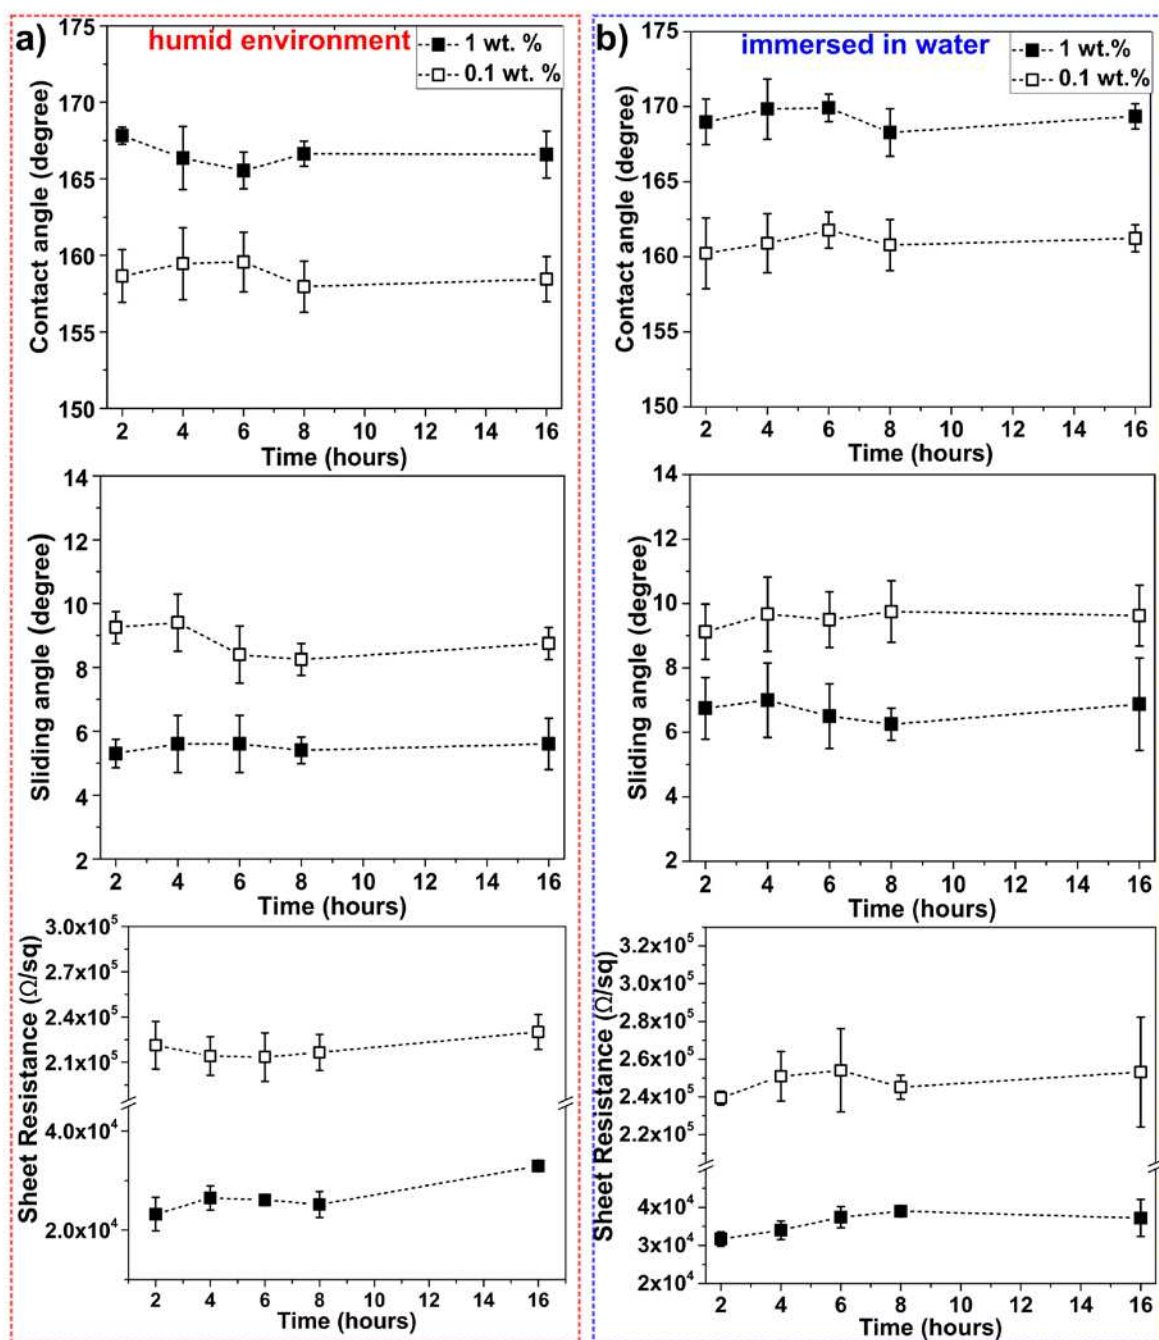 a)
humid environment
1 wt. %
0.1 wt. %
Contact angle (degree)
175
170
165
160
155
150
2 4 6 8 10 12 14 16
Time (hours)
Sliding angle (degree)
14
12
10
8
6
4
2
2 4 6 8 10 12 14 16
Time (hours)
Sheet Resistance (Ω/sq)
3.0x10⁵
2.7x10⁵
2.4x10⁵
2.1x10⁵
4.0x10⁴
2.0x10⁴
2 4 6 8 10 12 14 16
Time (hours)
b)
immersed in water
1 wt. %
0.1 wt.%
Contact angle (degree)
175
170
165
160
155
150
2 4 6 8 10 12 14 16
Time (hours)
Sliding angle (degree)
14
12
10
8
6
4
2
2 4 6 8 10 12 14 16
Time (hours)
Sheet Resistance (Ω/sq)
3.2x10⁵
3.0x10⁵
2.8x10⁵
2.6x10⁵
2.4x10⁵
2.2x10⁵
4x10⁴
3x10⁴
2x10⁴
2 4 6 8 10 12 14 16
Time (hours)